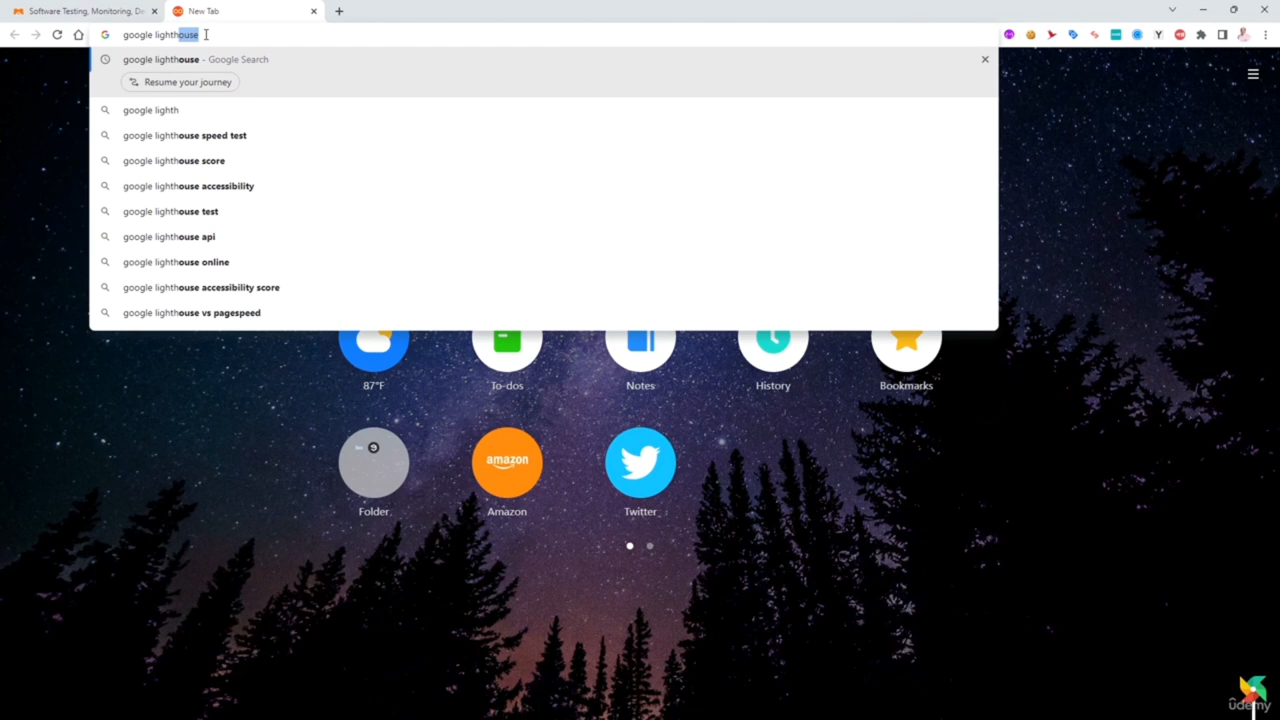 Software Testing, Monitoring, De
New Tab
google lighthouse
google lighthouse - Google Search
Resume your journey
google lighth
google lighthouse speed test
google lighthouse score
google lighthouse accessibility
google lighthouse test
google lighthouse api
google lighthouse online
google lighthouse accessibility score
google lighthouse vs pagespeed
87°F
To-dos
Notes
History
Bookmarks
amazon
Folder
Amazon
Twitter
ûdemy